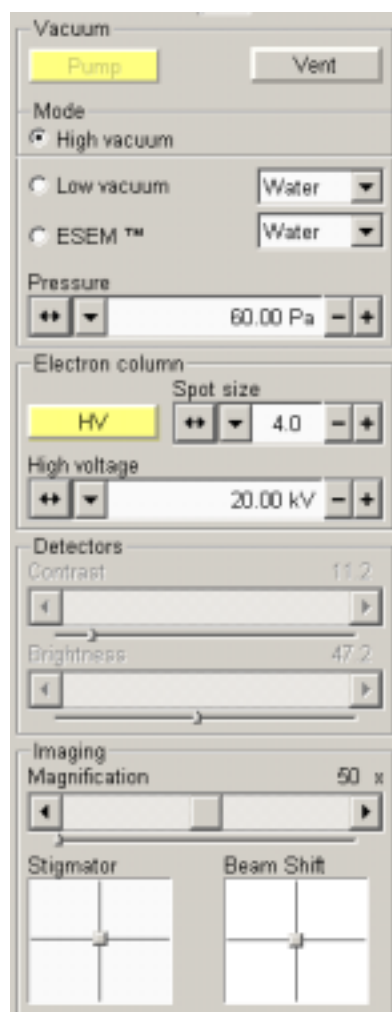 Vacuum
Pump Vent
Mode
High vacuum
Low vacuum Water
ESEM ™ Water
Pressure
60.00 Pa
Electron column
Spot size
HV 4.0
High voltage
20.00 kV
Detectors
Contrast 11.2
Brightness 47.2
Imaging
Magnification 50 x
Stigmator Beam Shift